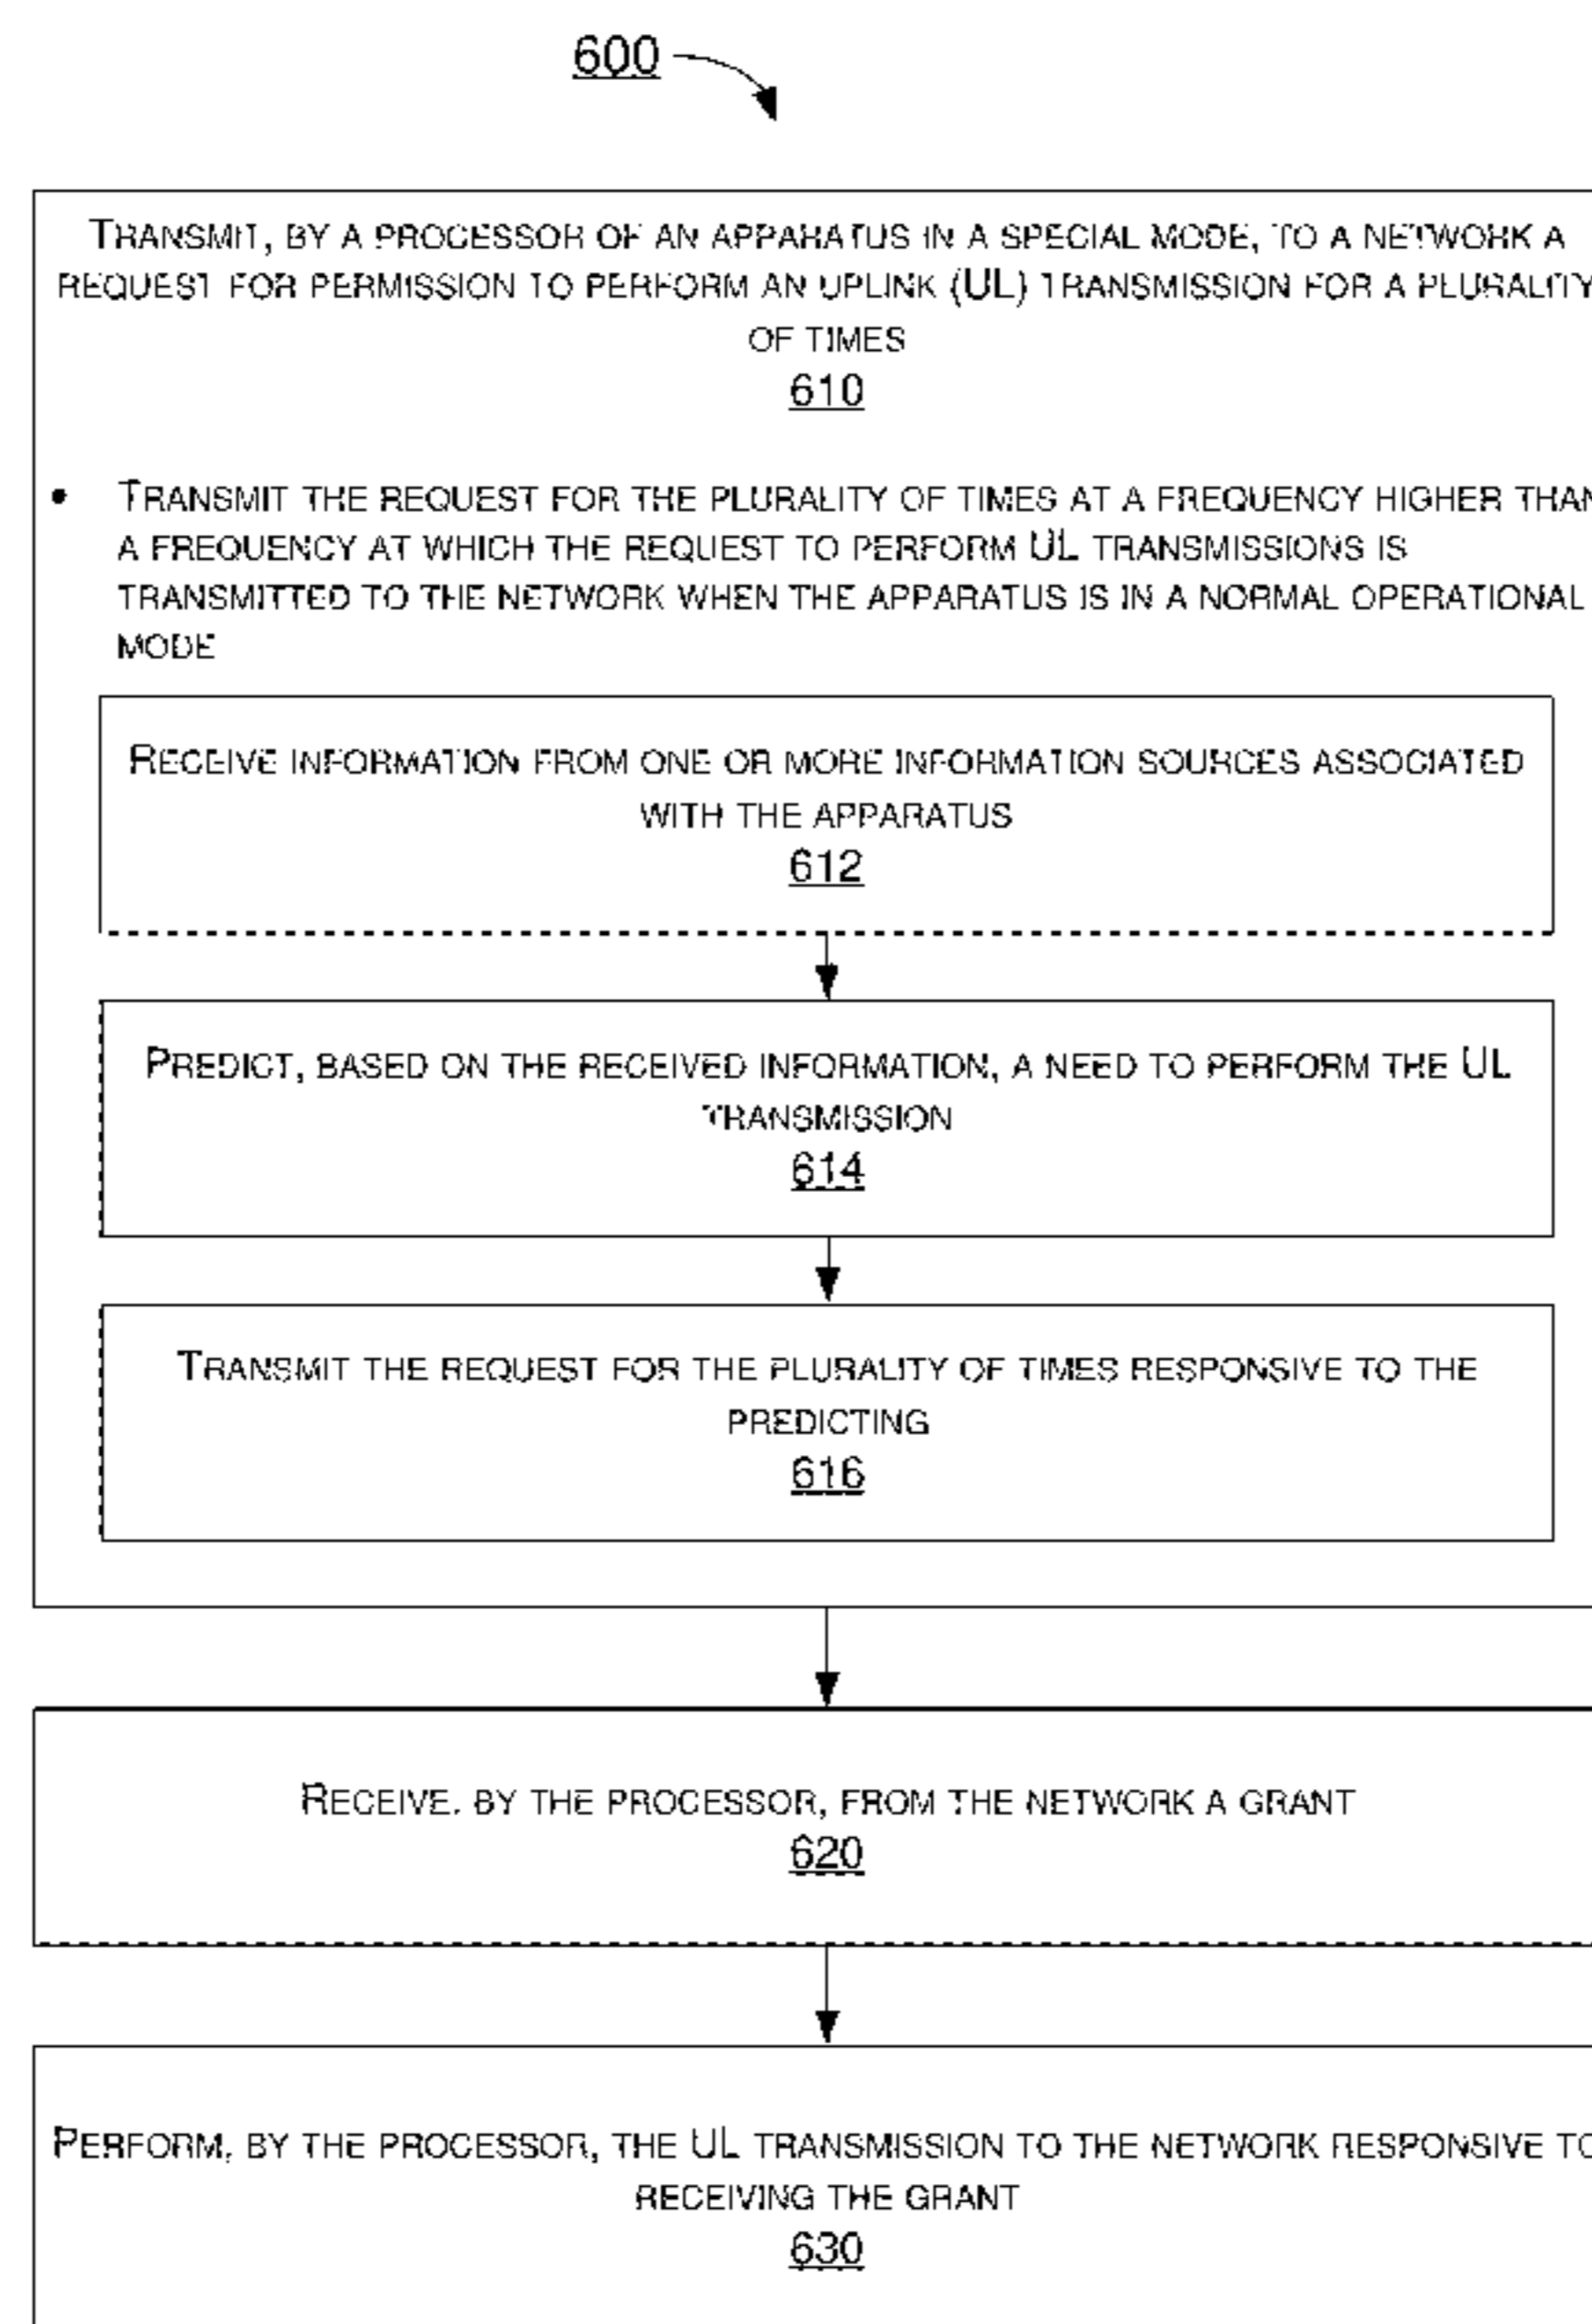 600
TRANSMIT, BY A PROCESSOR OF AN APPARATUS IN A SPECIAL MODE, TO A NETWORK A
REQUEST FOR PERMISSION TO PERFORM AN UPLINK (UL) TRANSMISSION FOR A PLURALITY
OF TIMES
610
• TRANSMIT THE REQUEST FOR THE PLURALITY OF TIMES AT A FREQUENCY HIGHER THAN
A FREQUENCY AT WHICH THE REQUEST TO PERFORM UL TRANSMISSIONS IS
TRANSMITTED TO THE NETWORK WHEN THE APPARATUS IS IN A NORMAL OPERATIONAL
MODE
RECEIVE INFORMATION FROM ONE OR MORE INFORMATION SOURCES ASSOCIATED
WITH THE APPARATUS
612
PREDICT, BASED ON THE RECEIVED INFORMATION, A NEED TO PERFORM THE UL
TRANSMISSION
614
TRANSMIT THE REQUEST FOR THE PLURALITY OF TIMES RESPONSIVE TO THE
PREDICTING
616
RECEIVE, BY THE PROCESSOR, FROM THE NETWORK A GRANT
620
PERFORM, BY THE PROCESSOR, THE UL TRANSMISSION TO THE NETWORK RESPONSIVE TO
RECEIVING THE GRANT
630